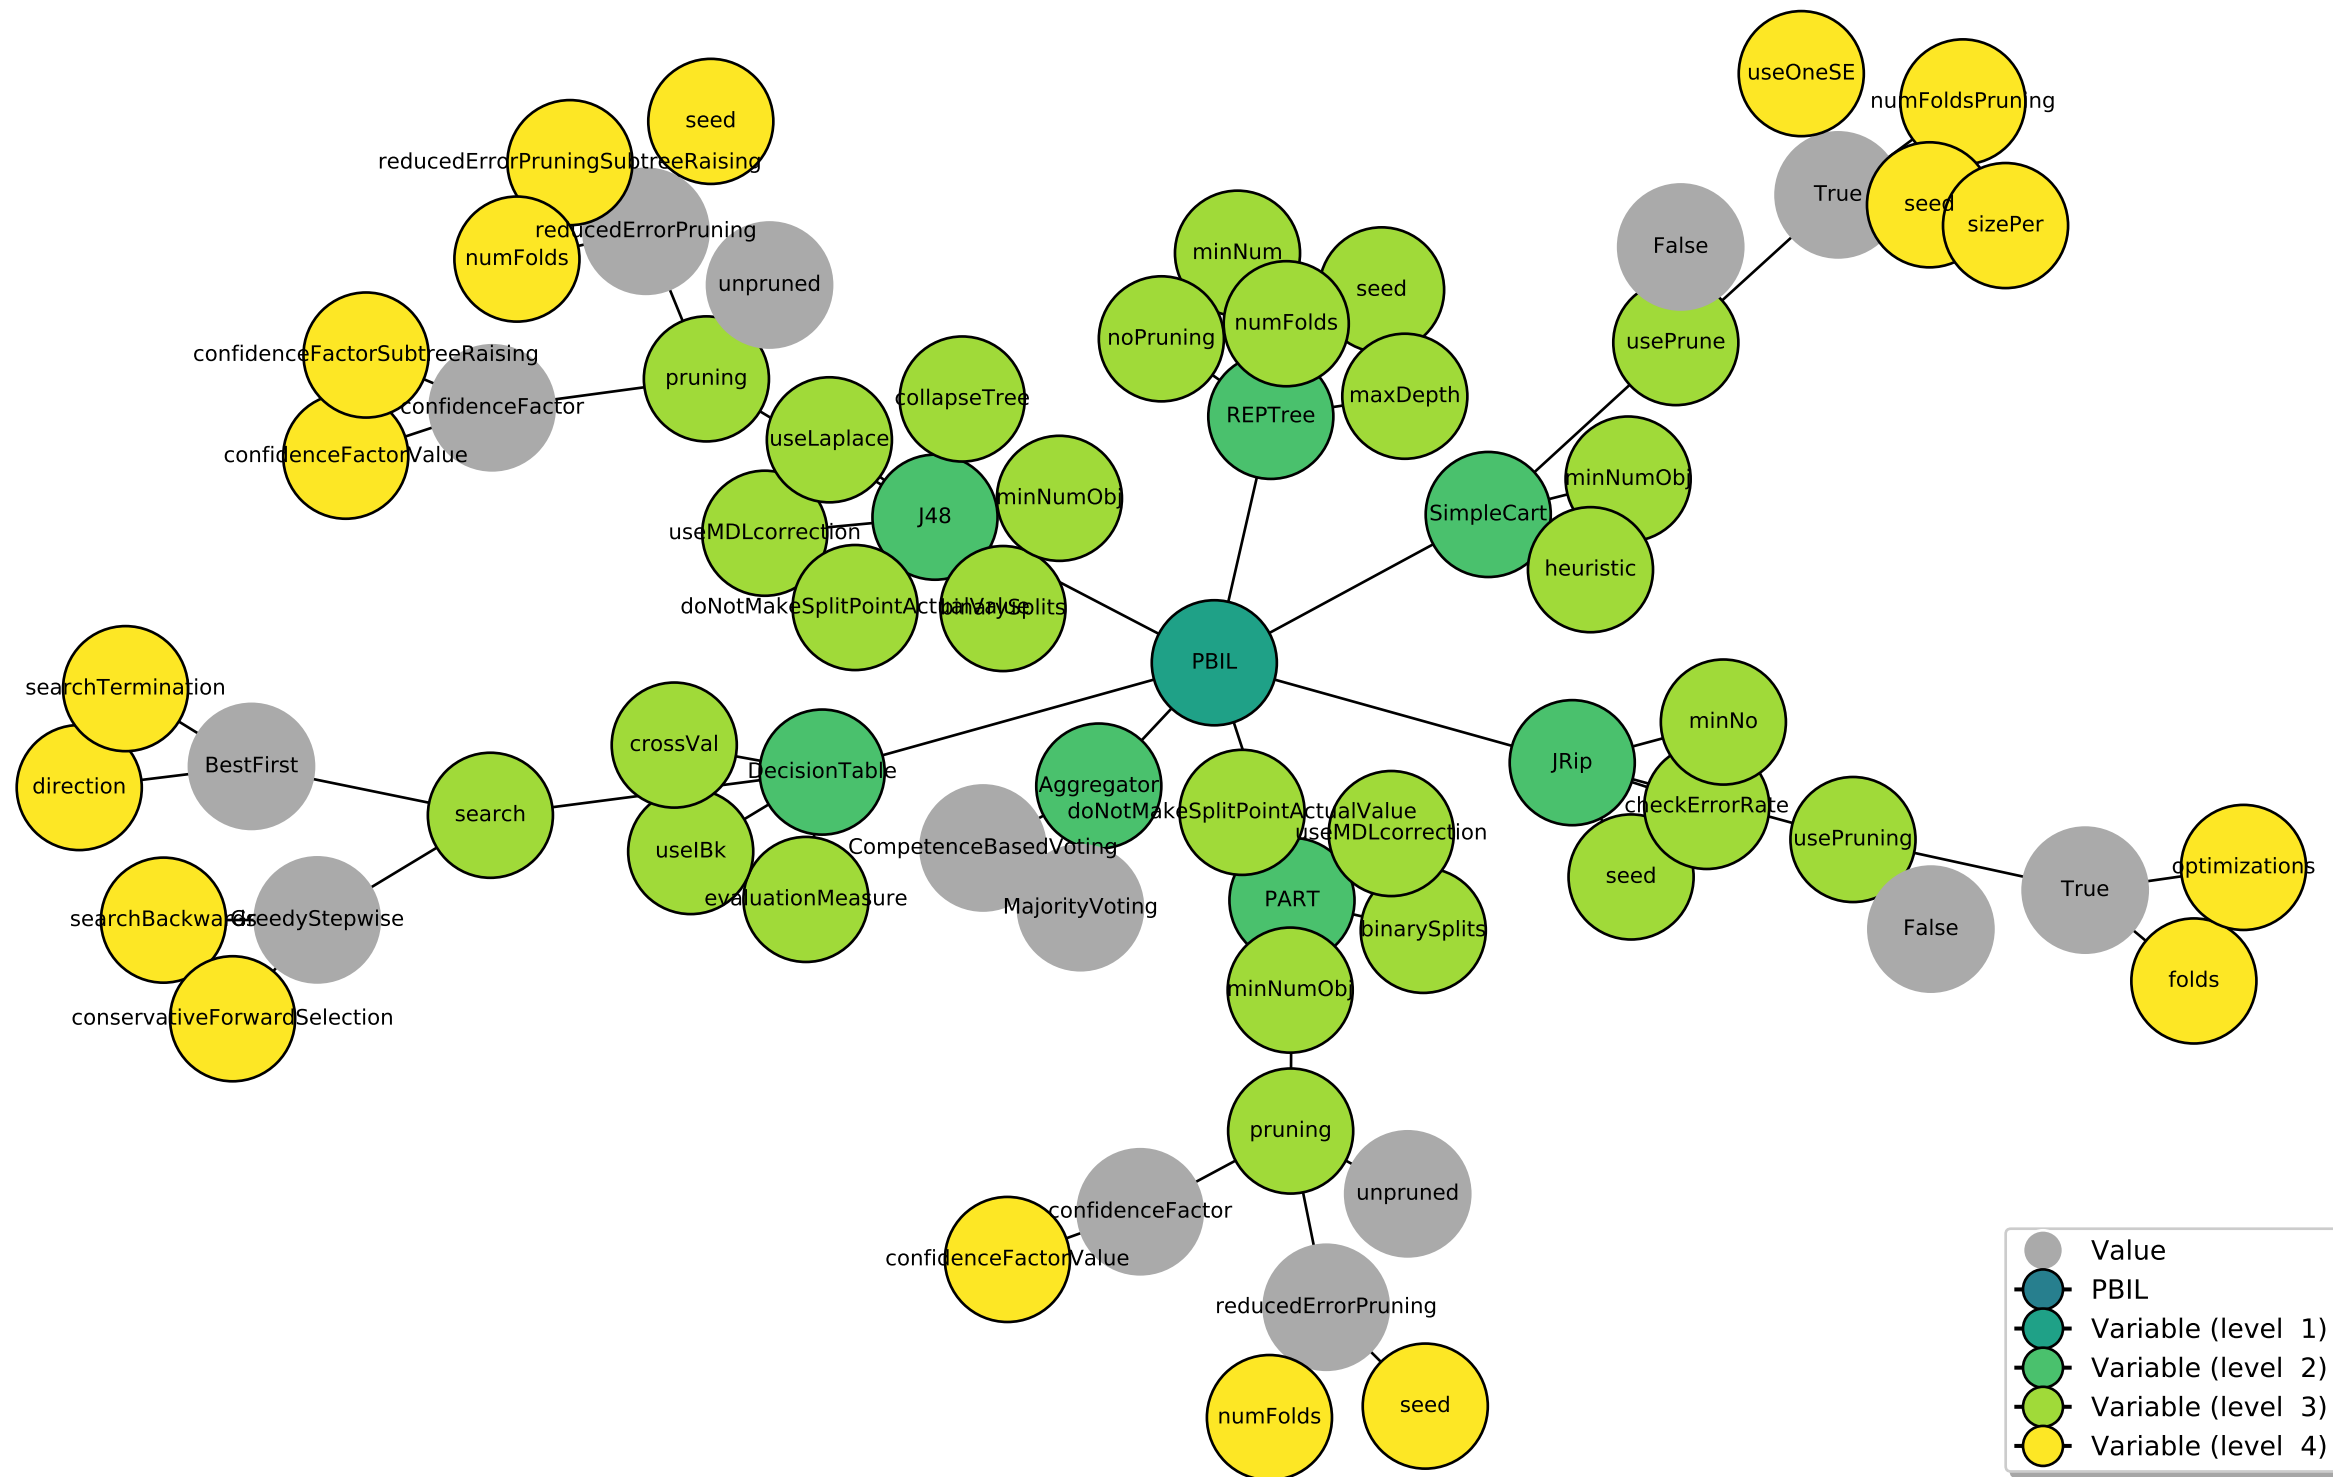 useOneSE
numFoldsPruning
seed
reducedErrorPruningSubtreeRaising
True
seed
sizePer
reducedErrorPruning
False
minNum
numFolds
unpruned
seed
numFolds
noPruning
usePrune
confidenceFactorSubtreeRaising
pruning
collapseTree
maxDepth
confidenceFactor
REPTree
useLaplace
confidenceFactorValue
minNumObj
minNumObj
J48
SimpleCart
useMDLcorrection
heuristic
doNotMakeSplitPointActualValue
binarySplits
PBIL
searchTermination
minNo
crossVal
BestFirst
DecisionTable
JRip
direction
Aggregator
checkErrorRate
search
doNotMakeSplitPointActualValue
useMDLcorrection
usePruning
useIBk
CompetenceBasedVoting
optimizations
seed
True
evaluationMeasure
PART
MajorityVoting
searchBackwards
GreedyStepwise
binarySplits
False
folds
minNumObj
conservativeForwardSelection
pruning
unpruned
confidenceFactor
confidenceFactorValue
reducedErrorPruning
numFolds
seed
Value
PBIL
Variable (level 1)
Variable (level 2)
Variable (level 3)
Variable (level 4)